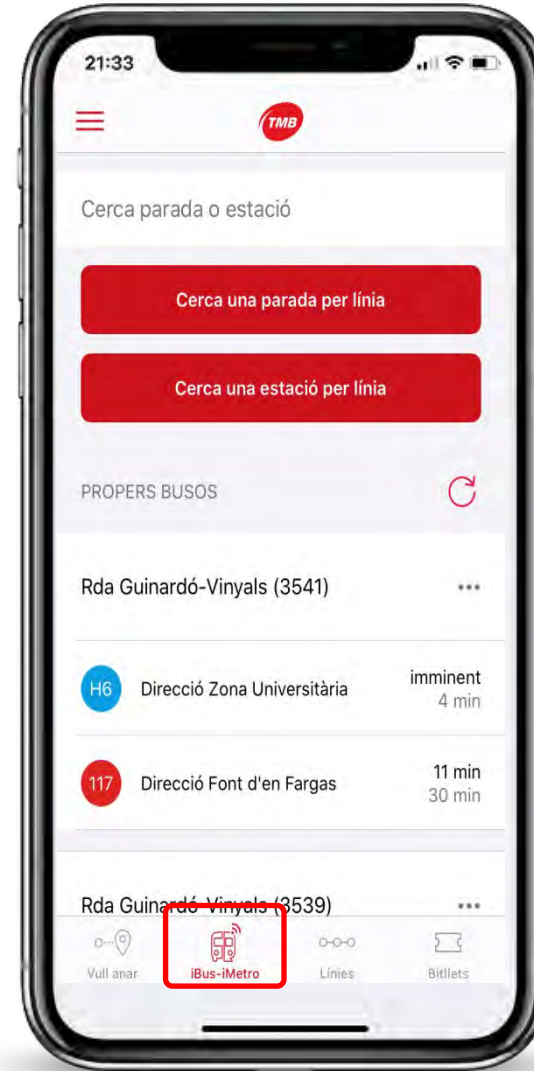 21:33
TMB
Cerca parada o estació
Cerca una parada per línia
Cerca una estació per línia
PROPERS BUSOS
Rda Guinardó-Vinyals (3541)
H6 Direcció Zona Universitària imminent
4 min
117 Direcció Font d'en Fargas 11 min
30 min
Rda Guinardó-Vinyals (3539)
Vull anar iBus-iMetro Línies Bitllets